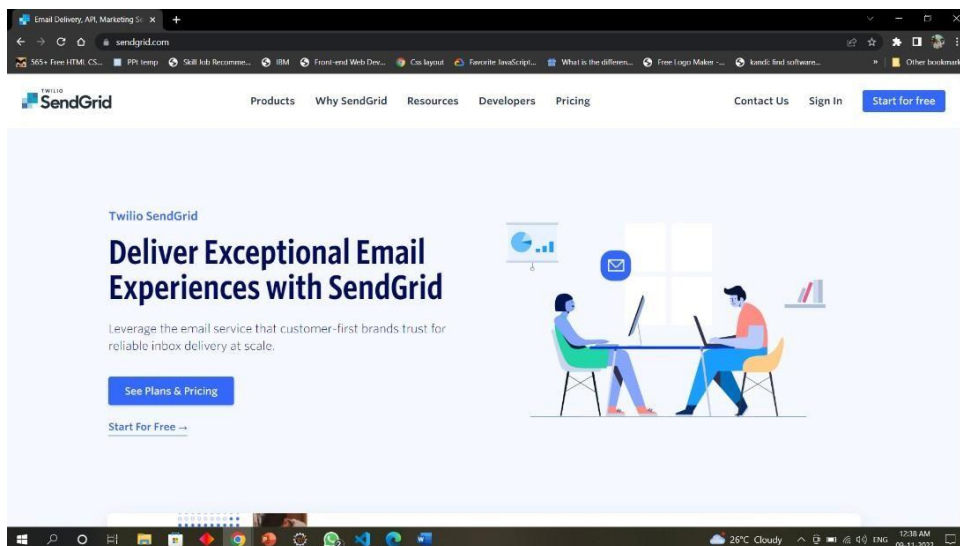 Email Delivery, API, Marketing Se
sendgrid.com
565+ Free HTML CS...
PPt temp
Skill Job Recomme...
IBM
Front-end Web Dev...
Css layout
Favorite JavaScript...
What is the differen...
Free Logo Maker -...
kandi: find software...
»
Other bookmark
TWILIO
SendGrid
Products
Why SendGrid
Resources
Developers
Pricing
Contact Us
Sign In
Start for free
Twilio SendGrid
Deliver Exceptional Email
Experiences with SendGrid
Leverage the email service that customer-first brands trust for
reliable inbox delivery at scale.
See Plans & Pricing
Start For Free →
26°C Cloudy
ENG
12:38 AM
09-11-2022